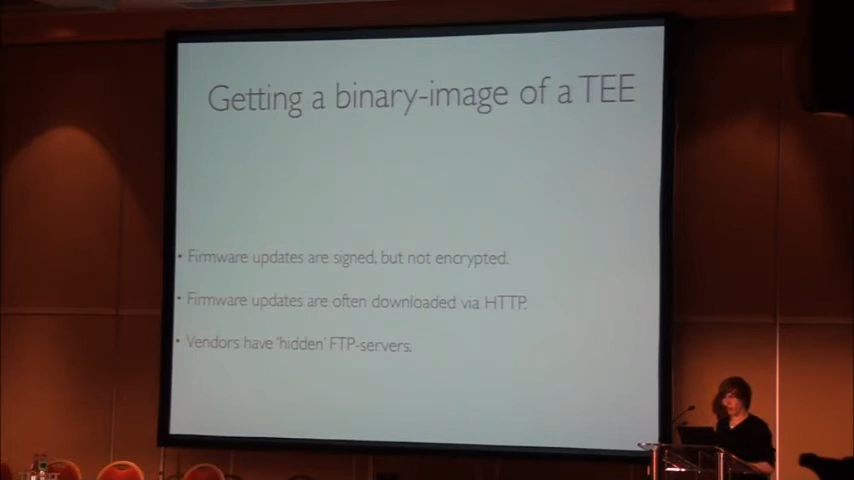 Getting a binary-image of a TEE
• Firmware updates are signed, but not encrypted.
• Firmware updates are often downloaded via HTTP.
• Vendors have 'hidden' FTP-servers.